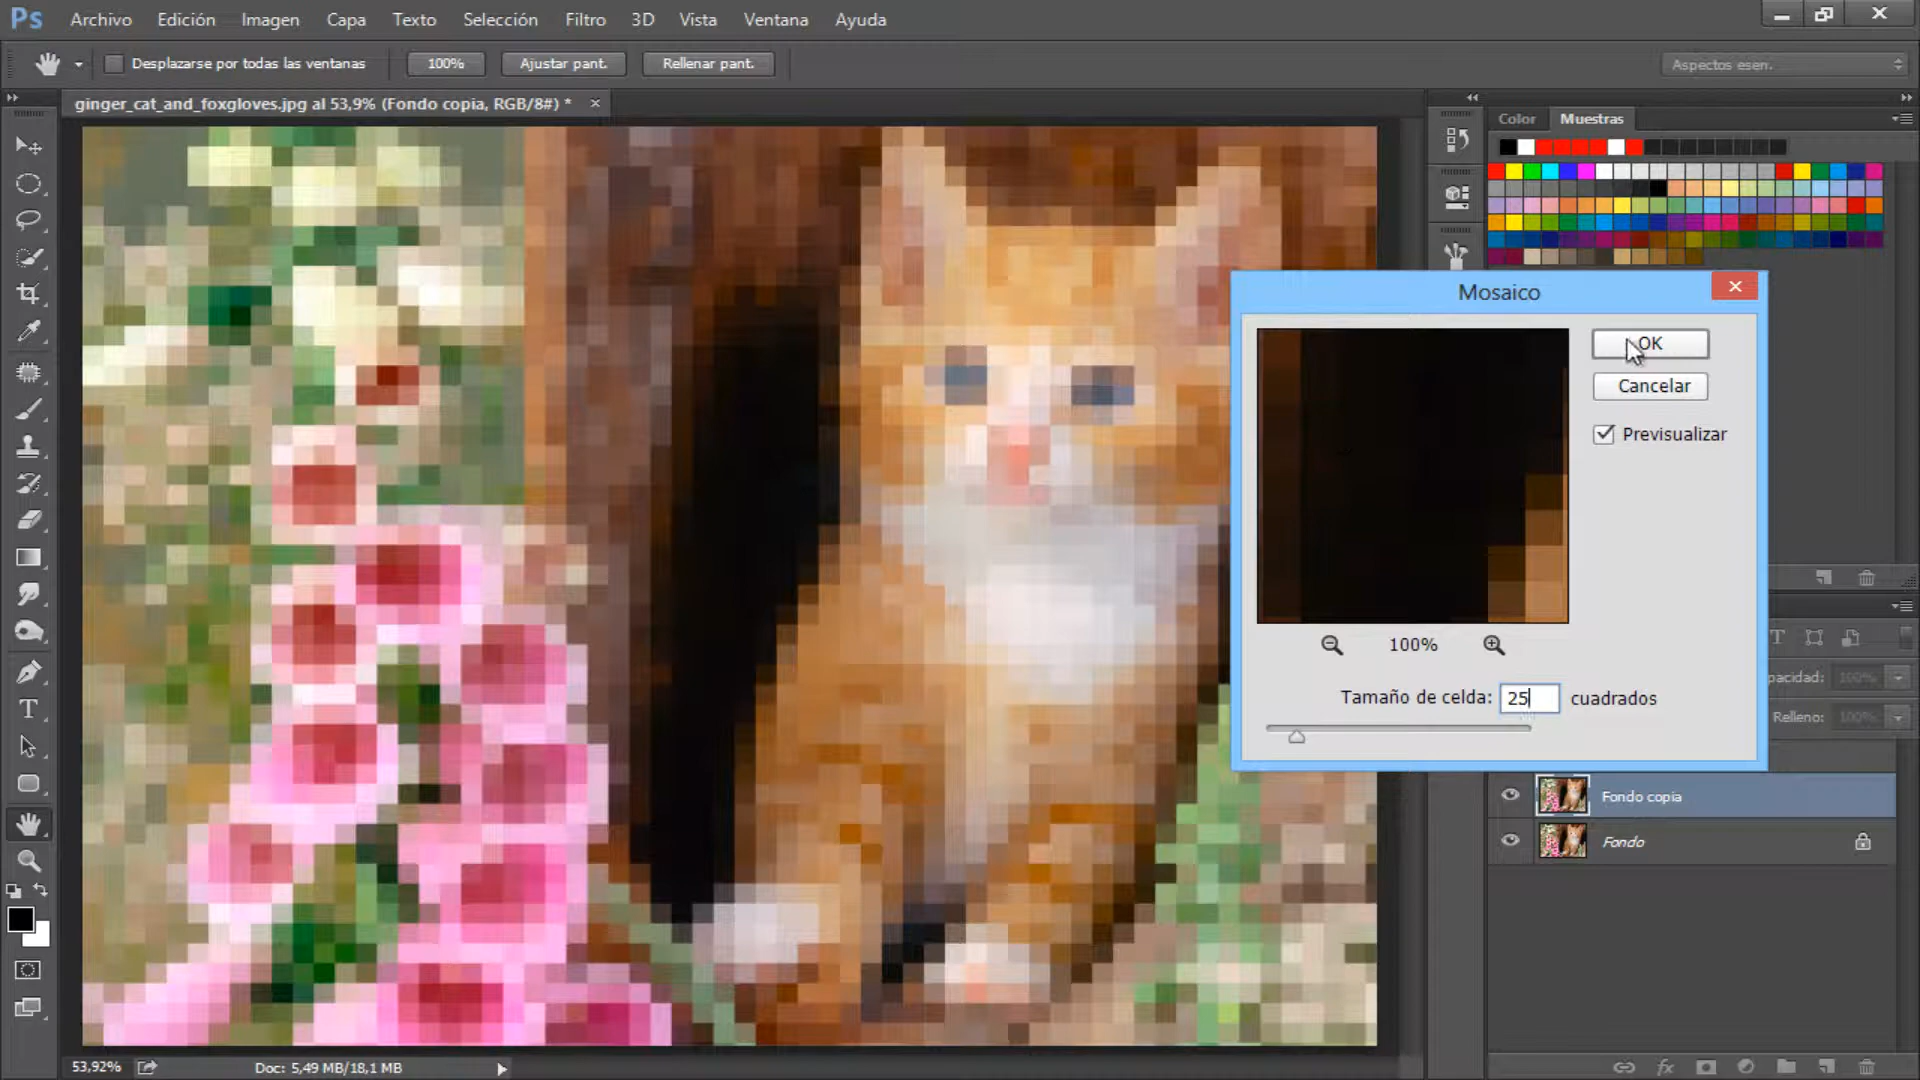 Ps Archivo Edición Imagen Capa Texto Selección Filtro 3D Vista Ventana Ayuda
Desplazarse por todas las ventanas 100% Ajustar pant. Rellenar pant. Aspectos esen.
ginger_cat_and_foxgloves.jpg al 53,9% (Fondo copia, RGB/8#) *
Color Muestras
Mosaico
OK
Cancelar
Previsualizar
100%
Tamaño de celda: 25 cuadrados
pacidad: 100%
Relleno: 100%
Fondo copia
Fondo
53,92% Doc: 5,49 MB/18,1 MB